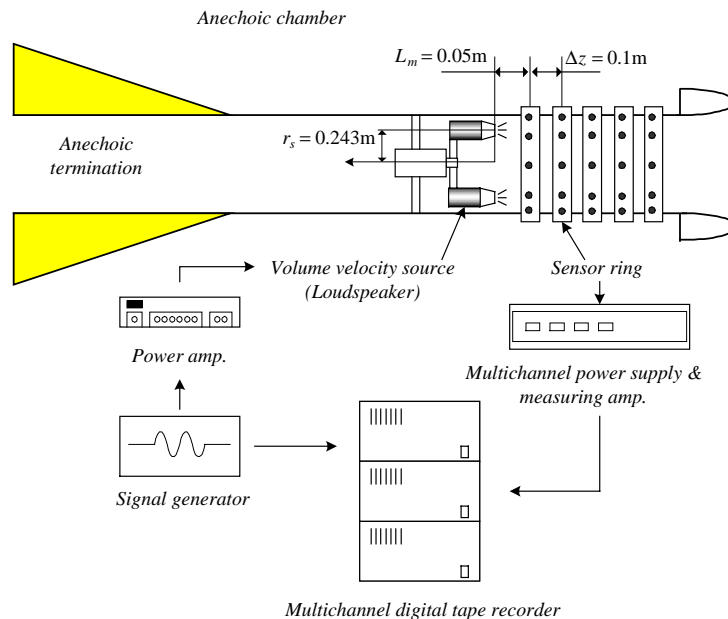 Anechoic chamber
L_m = 0.05m
Δz = 0.1m
r_s = 0.243m
Anechoic
termination
Volume velocity source
(Loudspeaker)
Sensor ring
Power amp.
Multichannel power supply &
measuring amp.
Signal generator
Multichannel digital tape recorder